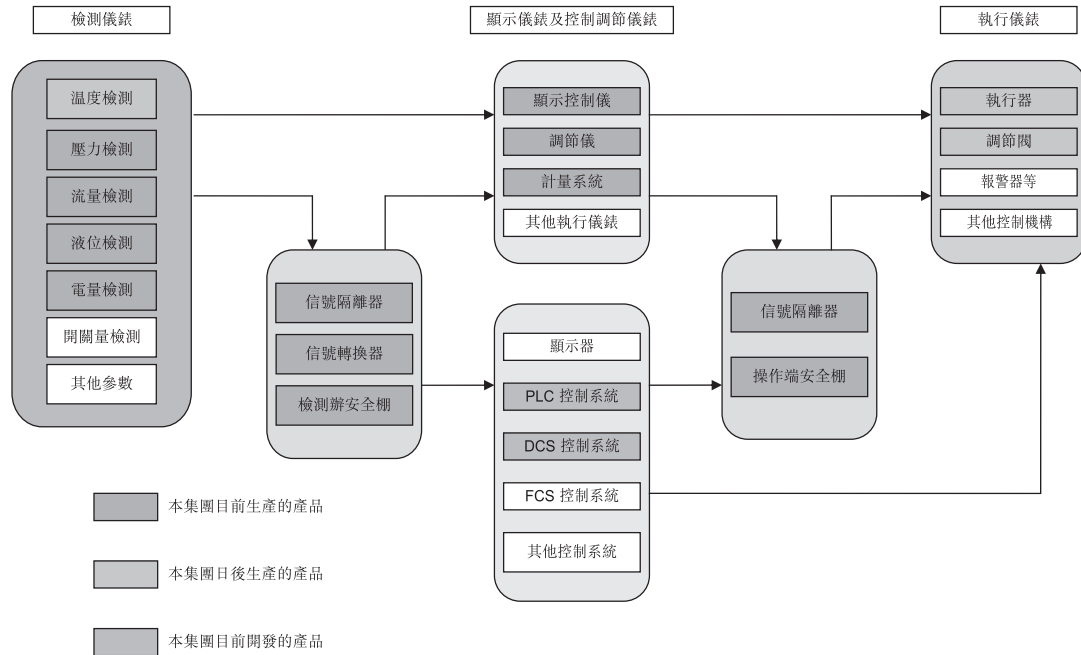 檢測儀錶
顯示儀錶及控制調節儀錶
執行儀錶
温度檢測
壓力檢測
流量檢測
液位檢測
電量檢測
開關量檢測
其他參數
信號隔離器
信號轉換器
檢測辦安全棚
顯示控制儀
調節儀
計量系統
其他執行儀錶
顯示器
PLC 控制系統
DCS 控制系統
FCS 控制系統
其他控制系統
信號隔離器
操作端安全棚
執行器
調節閥
報警器等
其他控制機構
本集團目前生產的產品
本集團日後生產的產品
本集團目前開發的產品